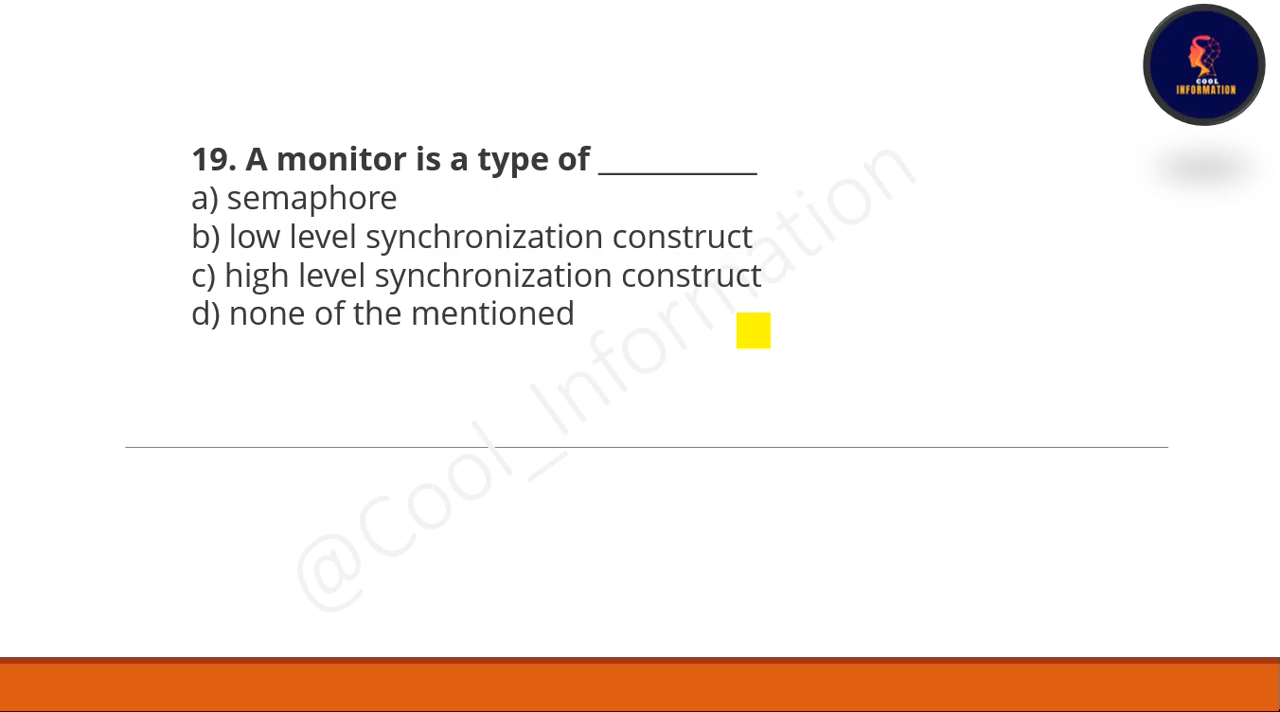 COOL
INFORMATION
19. A monitor is a type of ___________
a) semaphore
b) low level synchronization construct
c) high level synchronization construct
d) none of the mentioned
@Cool_Information